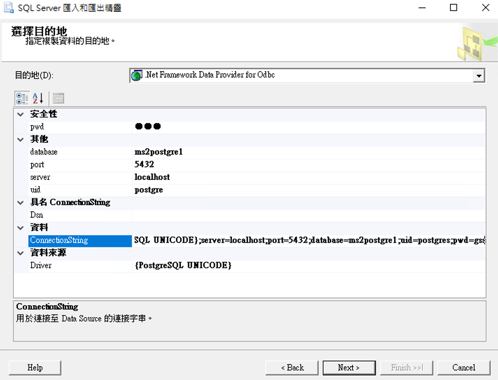 SQL Server 匯入和匯出精靈
選擇目的地
指定複製資料的目的地。
目的地(D):
.Net Framework Data Provider for Odbc
安全性
pwd ●●●
其他
database ms2postgre1
port 5432
server localhost
uid postgre
具名 ConnectionString
Dsn
資料
ConnectionString SQL UNICODE};server=localhost;port=5432;database=ms2postgre1;uid=postgres;pwd=gss
資料來源
Driver {PostgreSQL UNICODE}
ConnectionString
用於連接至 Data Source 的連接字串。
Help
< Back
Next >
Finish >>|
Cancel